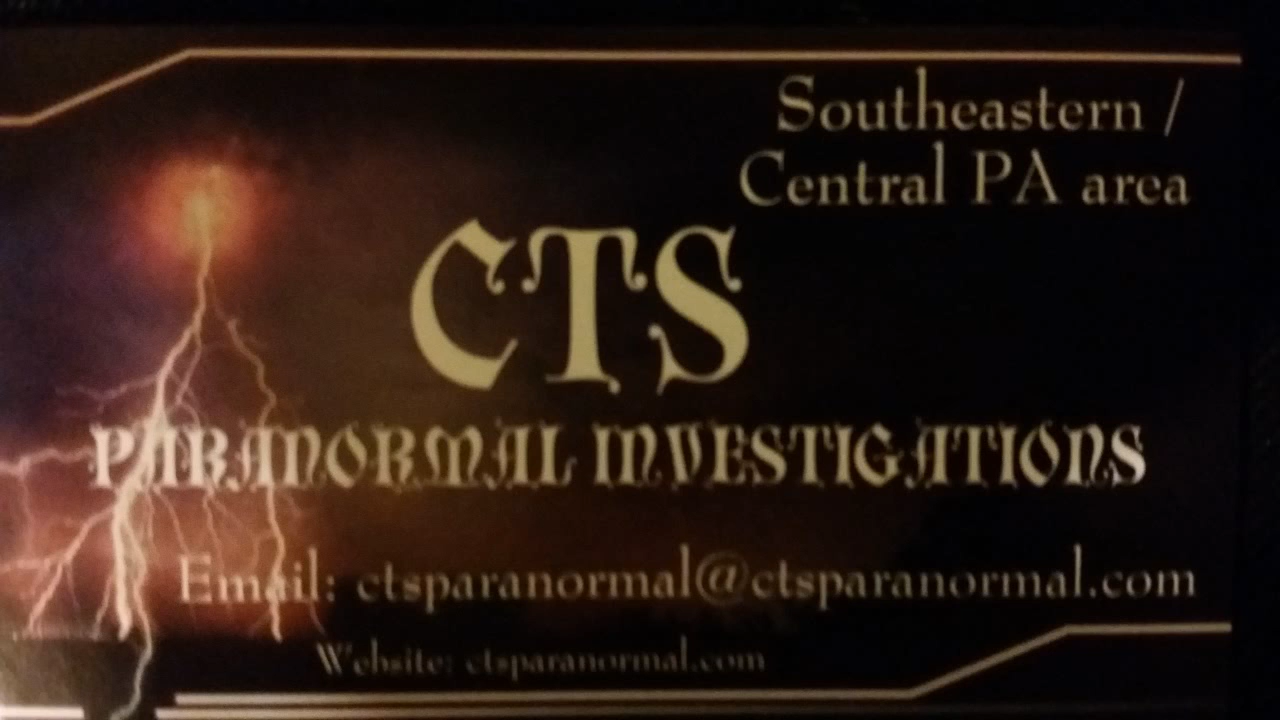 Southeastern /
Central PA area
CTS
PARANORMAL INVESTIGATIONS
Email: ctsparanormal@ctsparanormal.com
Website: ctsparanormal.com